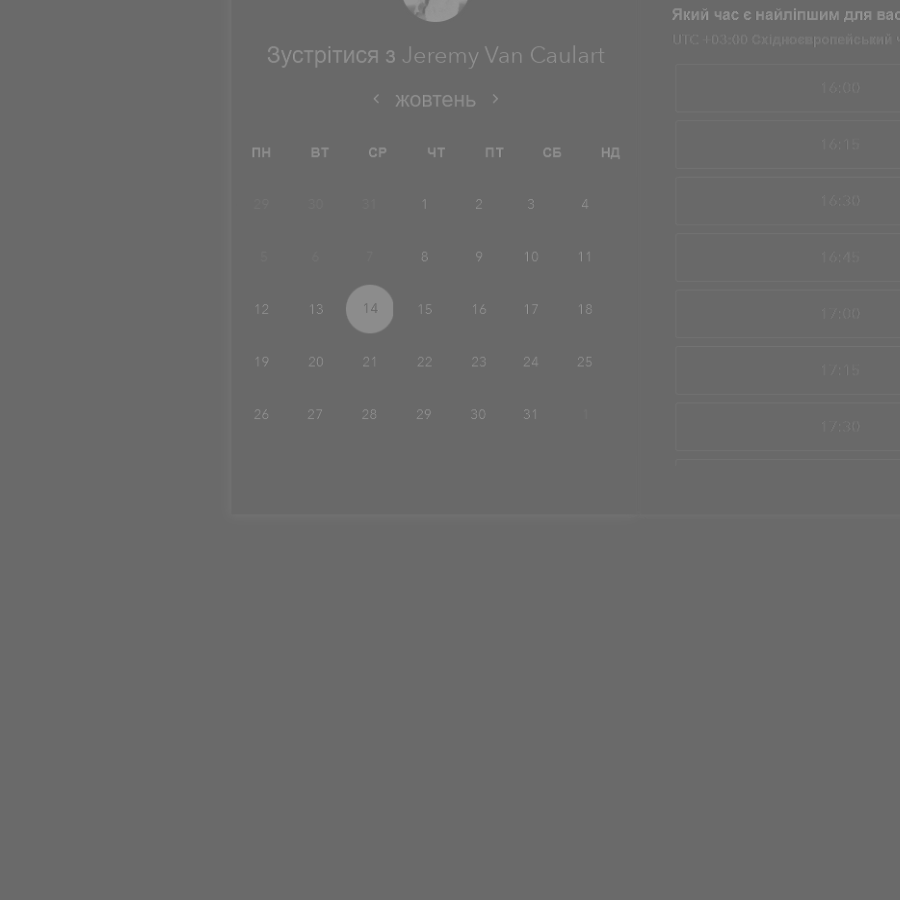 Зустрітися з Jeremy Van Caulart
жовтень
ПН ВТ СР ЧТ ПТ СБ НД
29 30 31 1 2 3 4
5 6 7 8 9 10 11
12 13 14 15 16 17 18
19 20 21 22 23 24 25
26 27 28 29 30 31 1
Який час є найліпшим для вас
UTC +03:00 Східноєвропейський
16:00
16:15
16:30
16:45
17:00
17:15
17:30